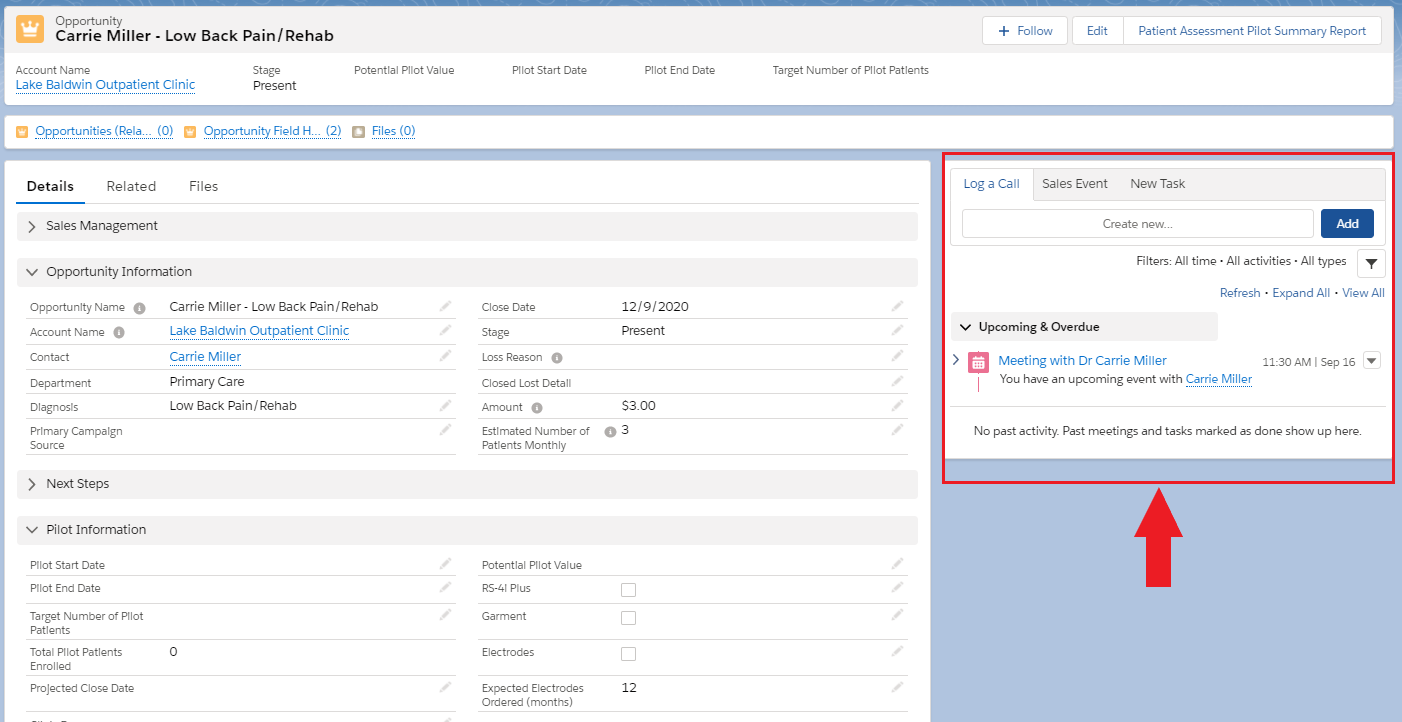 Opportunity
Carrie Miller - Low Back Pain/Rehab
+ Follow
Edit
Patient Assessment Pilot Summary Report
Account Name
Lake Baldwin Outpatient Clinic
Stage
Present
Potential Pilot Value
Pilot Start Date
Pilot End Date
Target Number of Pilot Patients
Opportunities (Rela... (0)
Opportunity Field H... (2)
Files (0)
Details
Related
Files
Sales Management
Opportunity Information
Opportunity Name
Carrie Miller - Low Back Pain/Rehab
Close Date
12/9/2020
Account Name
Lake Baldwin Outpatient Clinic
Stage
Present
Contact
Carrie Miller
Loss Reason
Department
Primary Care
Closed Lost Detail
Diagnosis
Low Back Pain/Rehab
Amount
$3.00
Primary Campaign
Source
Estimated Number of
Patients Monthly
3
Next Steps
Pilot Information
Pilot Start Date
Potential Pilot Value
Pilot End Date
RS-4i Plus
Target Number of Pilot
Patients
Garment
Total Pilot Patients
Enrolled
0
Electrodes
Projected Close Date
Expected Electrodes
Ordered (months)
12
Log a Call
Sales Event
New Task
Create new...
Add
Filters: All time • All activities • All types
Refresh • Expand All • View All
Upcoming & Overdue
Meeting with Dr Carrie Miller
11:30 AM | Sep 16
You have an upcoming event with Carrie Miller
No past activity. Past meetings and tasks marked as done show up here.